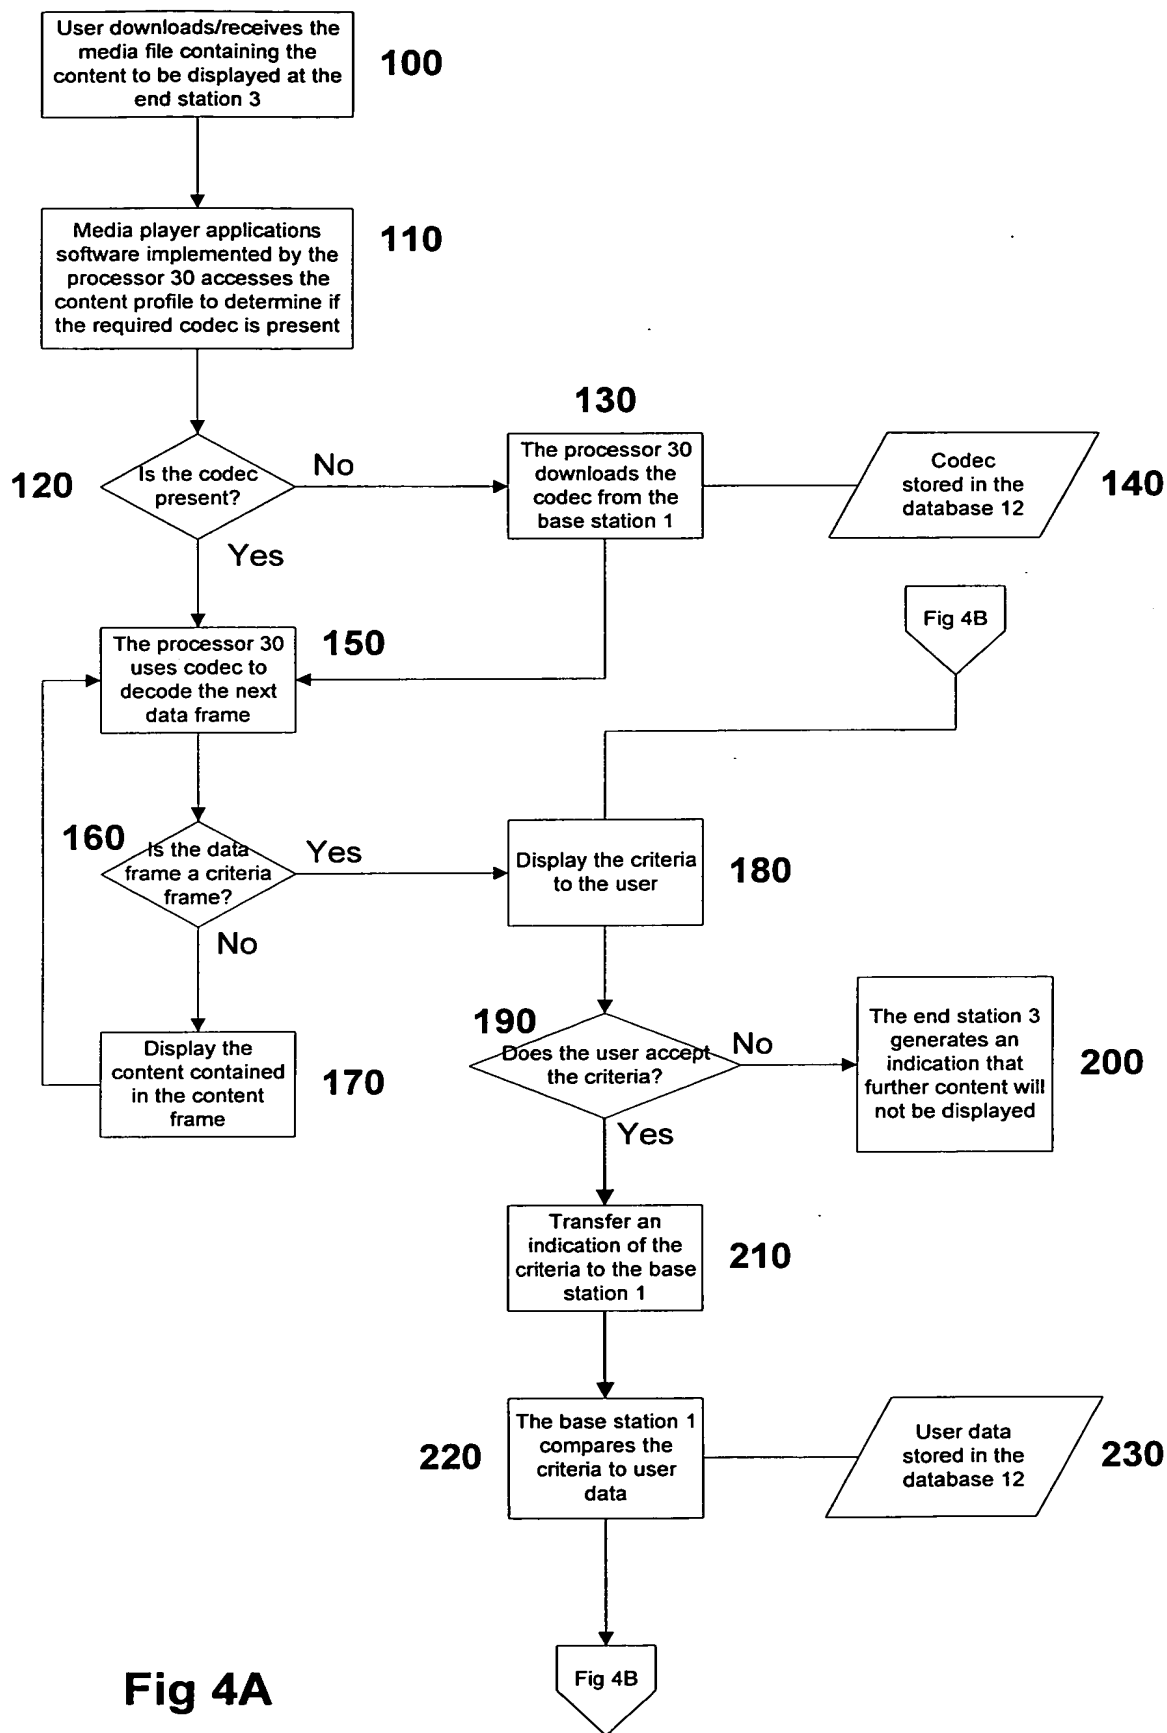 User downloads/receives the
media file containing the
content to be displayed at the
end station 3
100
Media player applications
software implemented by the
processor 30 accesses the
content profile to determine if
the required codec is present
110
120
Is the codec
present?
No
Yes
130
The processor 30
downloads the
codec from the
base station 1
Codec
stored in the
database 12
140
Fig 4B
The processor 30
uses codec to
decode the next
data frame
150
160
Is the data
frame a criteria
frame?
Yes
No
Display the criteria
to the user
180
Display the
content contained
in the content
frame
170
190
Does the user accept
the criteria?
No
Yes
The end station 3
generates an
indication that
further content will
not be displayed
200
Transfer an
indication of the
criteria to the base
station 1
210
220
The base station 1
compares the
criteria to user
data
User data
stored in the
database 12
230
Fig 4B
Fig 4A